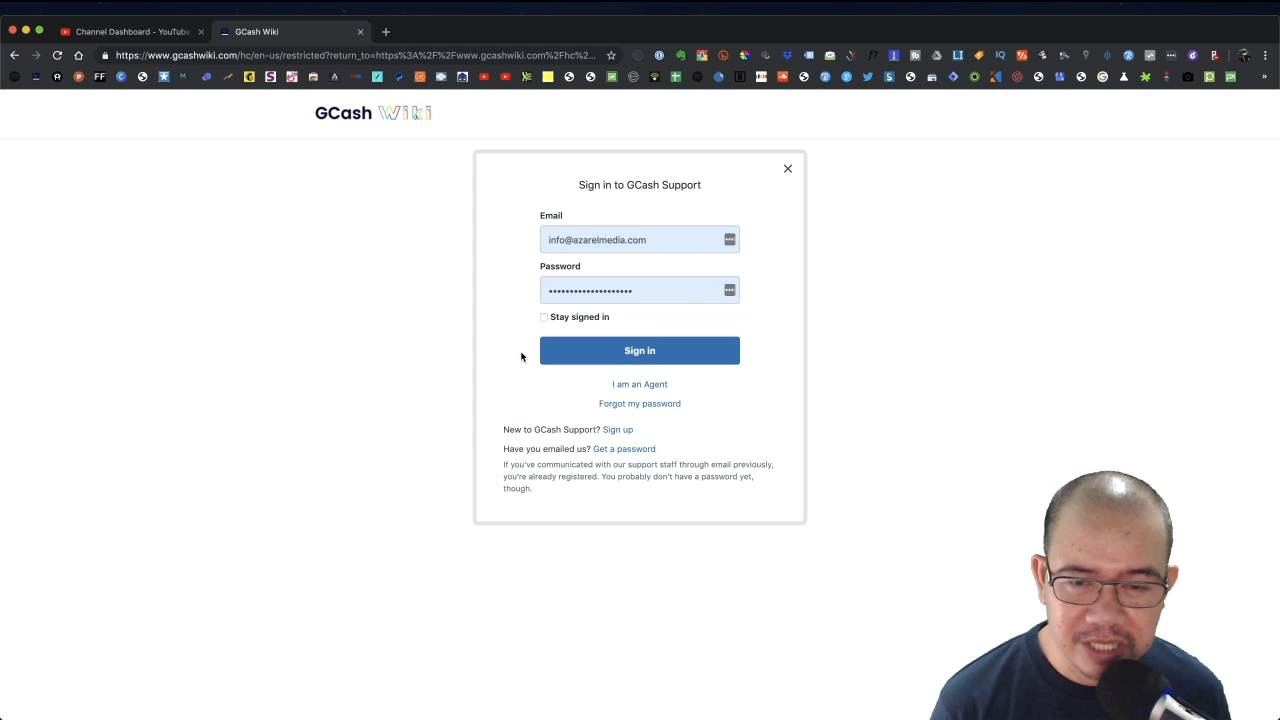 Channel Dashboard - YouTube
GCash Wiki
https://www.gcashwiki.com/hc/en-us/restricted?return_to=https%3A%2F%2Fwww.gcashwiki.com%2Fhc%2...
GCash Wiki
Sign in to GCash Support
Email
info@azarelmedia.com
Password
••••••••••••••••••••
Stay signed in
Sign in
I am an Agent
Forgot my password
New to GCash Support? Sign up
Have you emailed us? Get a password
If you've communicated with our support staff through email previously,
you're already registered. You probably don't have a password yet,
though.